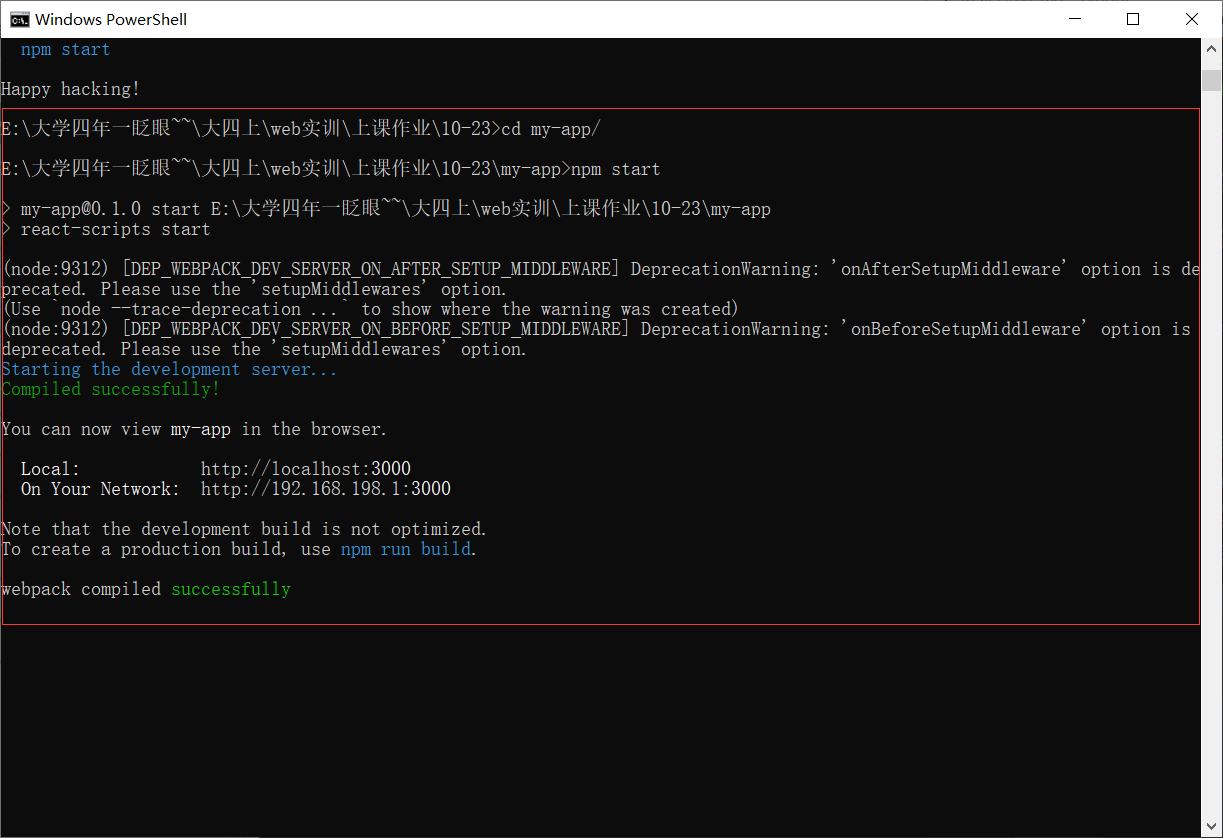 Windows PowerShell
npm start
Happy hacking!
E:\大学四年一眨眼~~\大四上\web实训\上课作业\10-23>cd my-app/
E:\大学四年一眨眼~~\大四上\web实训\上课作业\10-23\my-app>npm start
> my-app@0.1.0 start E:\大学四年一眨眼~~\大四上\web实训\上课作业\10-23\my-app
> react-scripts start
(node:9312) [DEP_WEBPACK_DEV_SERVER_ON_AFTER_SETUP_MIDDLEWARE] DeprecationWarning: 'onAfterSetupMiddleware' option is de
precated. Please use the 'setupMiddlewares' option.
(Use `node --trace-deprecation ...` to show where the warning was created)
(node:9312) [DEP_WEBPACK_DEV_SERVER_ON_BEFORE_SETUP_MIDDLEWARE] DeprecationWarning: 'onBeforeSetupMiddleware' option is
deprecated. Please use the 'setupMiddlewares' option.
Starting the development server...
Compiled successfully!
You can now view my-app in the browser.
Local: http://localhost:3000
On Your Network: http://192.168.198.1:3000
Note that the development build is not optimized.
To create a production build, use npm run build.
webpack compiled successfully